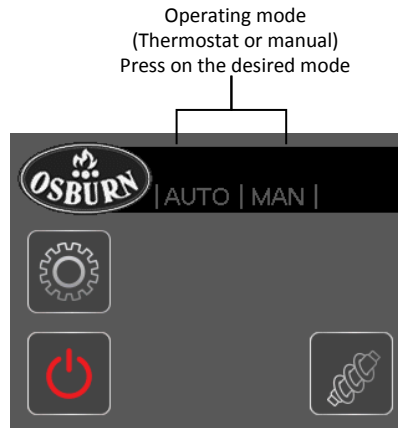 Operating mode
(Thermostat or manual)
Press on the desired mode
OSBURN
| AUTO | MAN |